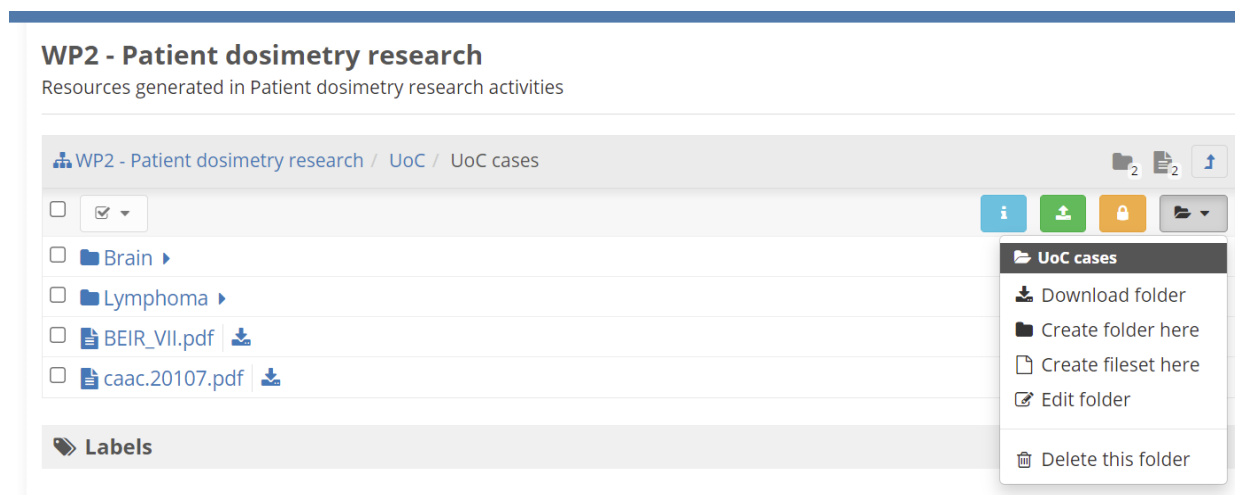 WP2 - Patient dosimetry research
Resources generated in Patient dosimetry research activities
WP2 - Patient dosimetry research / UoC / UoC cases
2 2
i
Brain
Lymphoma
BEIR_VII.pdf
caac.20107.pdf
UoC cases
Download folder
Create folder here
Create fileset here
Edit folder
Delete this folder
Labels